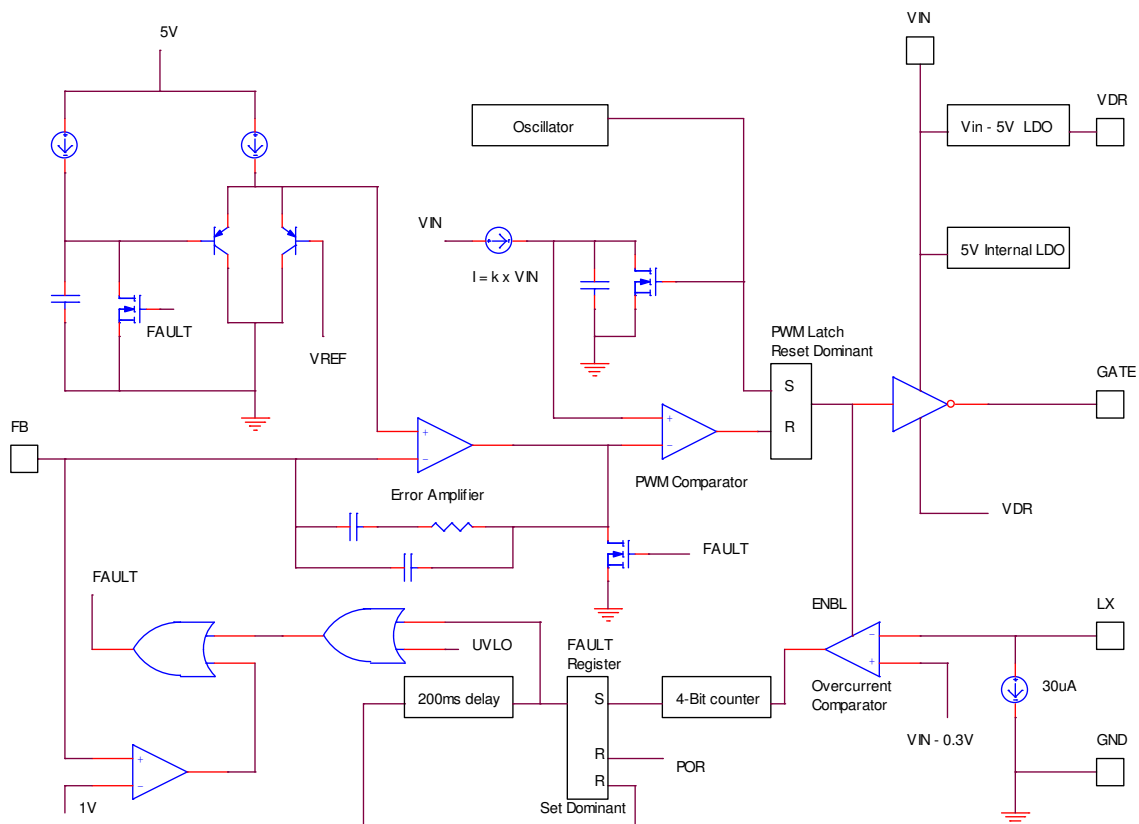 5V
VIN
VDR
Oscillator
Vin - 5V LDO
VIN
I = k x VIN
5V Internal LDO
FAULT
VREF
PWM Latch
Reset Dominant
S
R
GATE
FB
+
−
+
−
PWM Comparator
Error Amplifier
VDR
FAULT
FAULT
ENBL
LX
UVLO
FAULT
Register
−
+
30uA
200ms delay
S
4-Bit counter
Overcurrent
Comparator
VIN - 0.3V
GND
+
−
R
POR
R
1V
Set Dominant